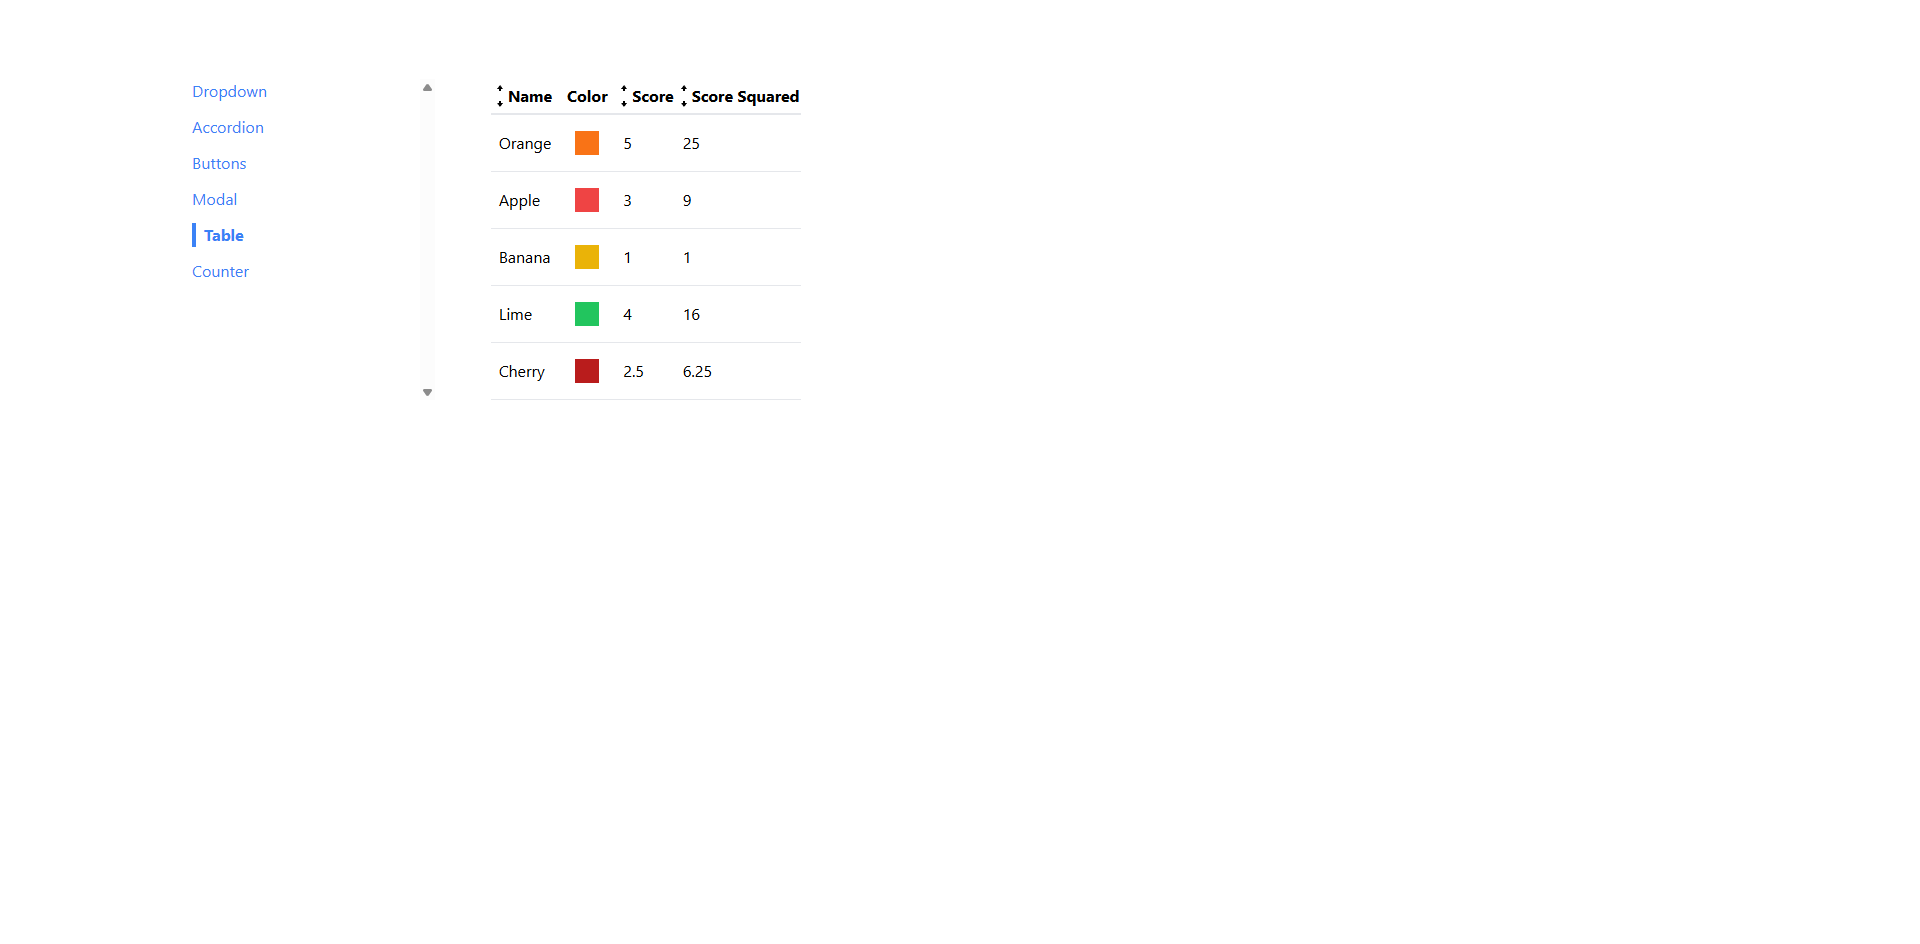 Dropdown
Accordion
Buttons
Modal
Table
Counter
Name Color Score Score Squared
Orange 5 25
Apple 3 9
Banana 1 1
Lime 4 16
Cherry 2.5 6.25